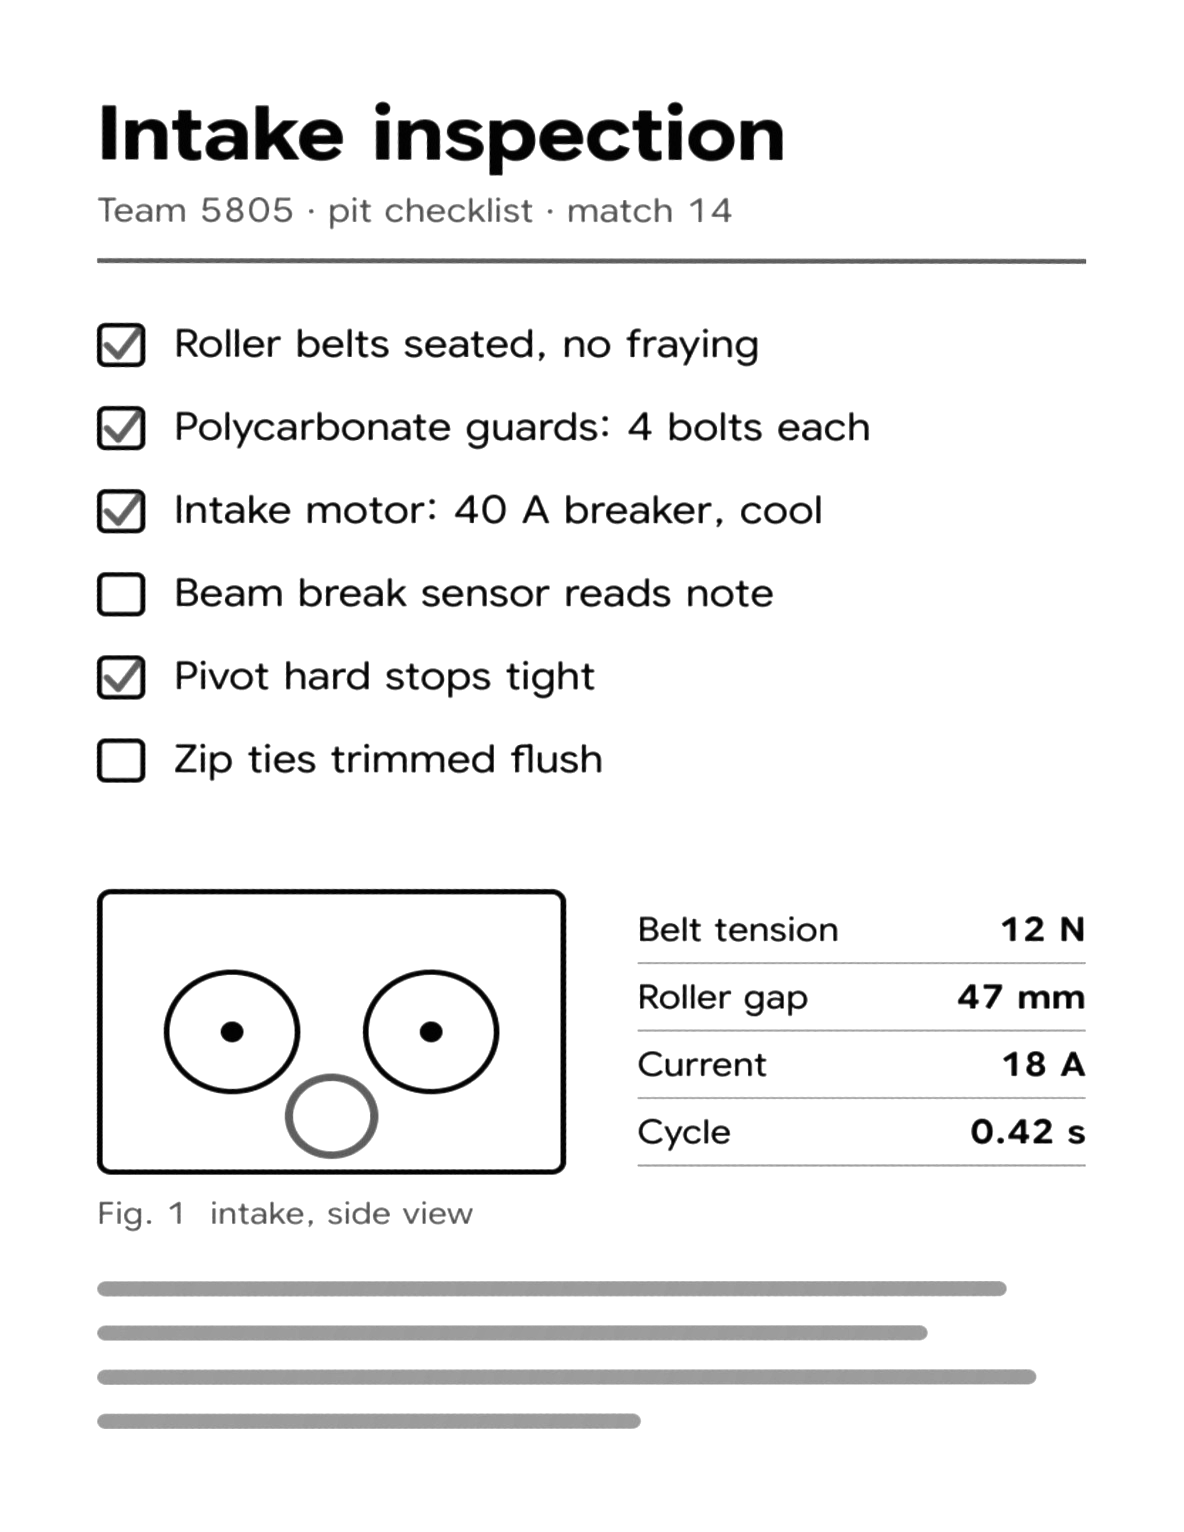 Intake inspection
Team 5805 · pit checklist · match 14
Roller belts seated, no fraying
Polycarbonate guards: 4 bolts each
Intake motor: 40 A breaker, cool
Beam break sensor reads note
Pivot hard stops tight
Zip ties trimmed flush
Belt tension 12 N
Roller gap 47 mm
Current 18 A
Cycle 0.42 s
Fig. 1 intake, side view